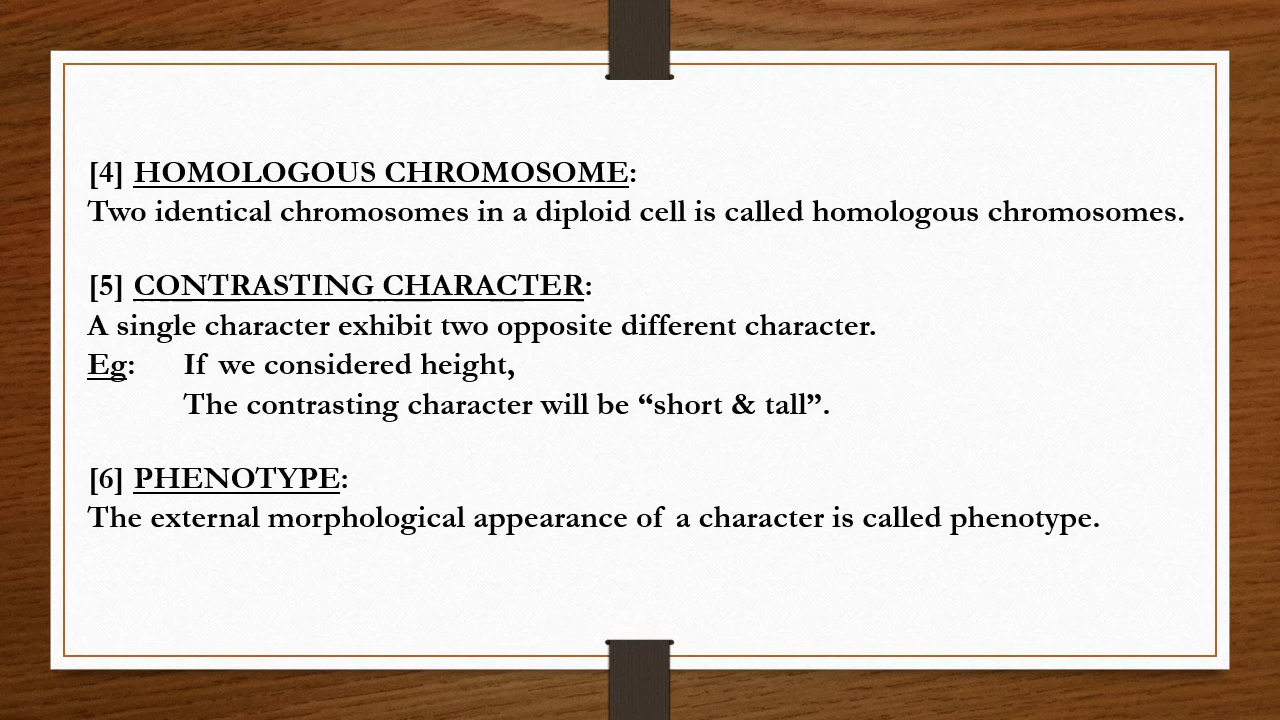 [4] HOMOLOGOUS CHROMOSOME:
Two identical chromosomes in a diploid cell is called homologous chromosomes.
[5] CONTRASTING CHARACTER:
A single character exhibit two opposite different character.
Eg: If we considered height,
The contrasting character will be “short & tall”.
[6] PHENOTYPE:
The external morphological appearance of a character is called phenotype.